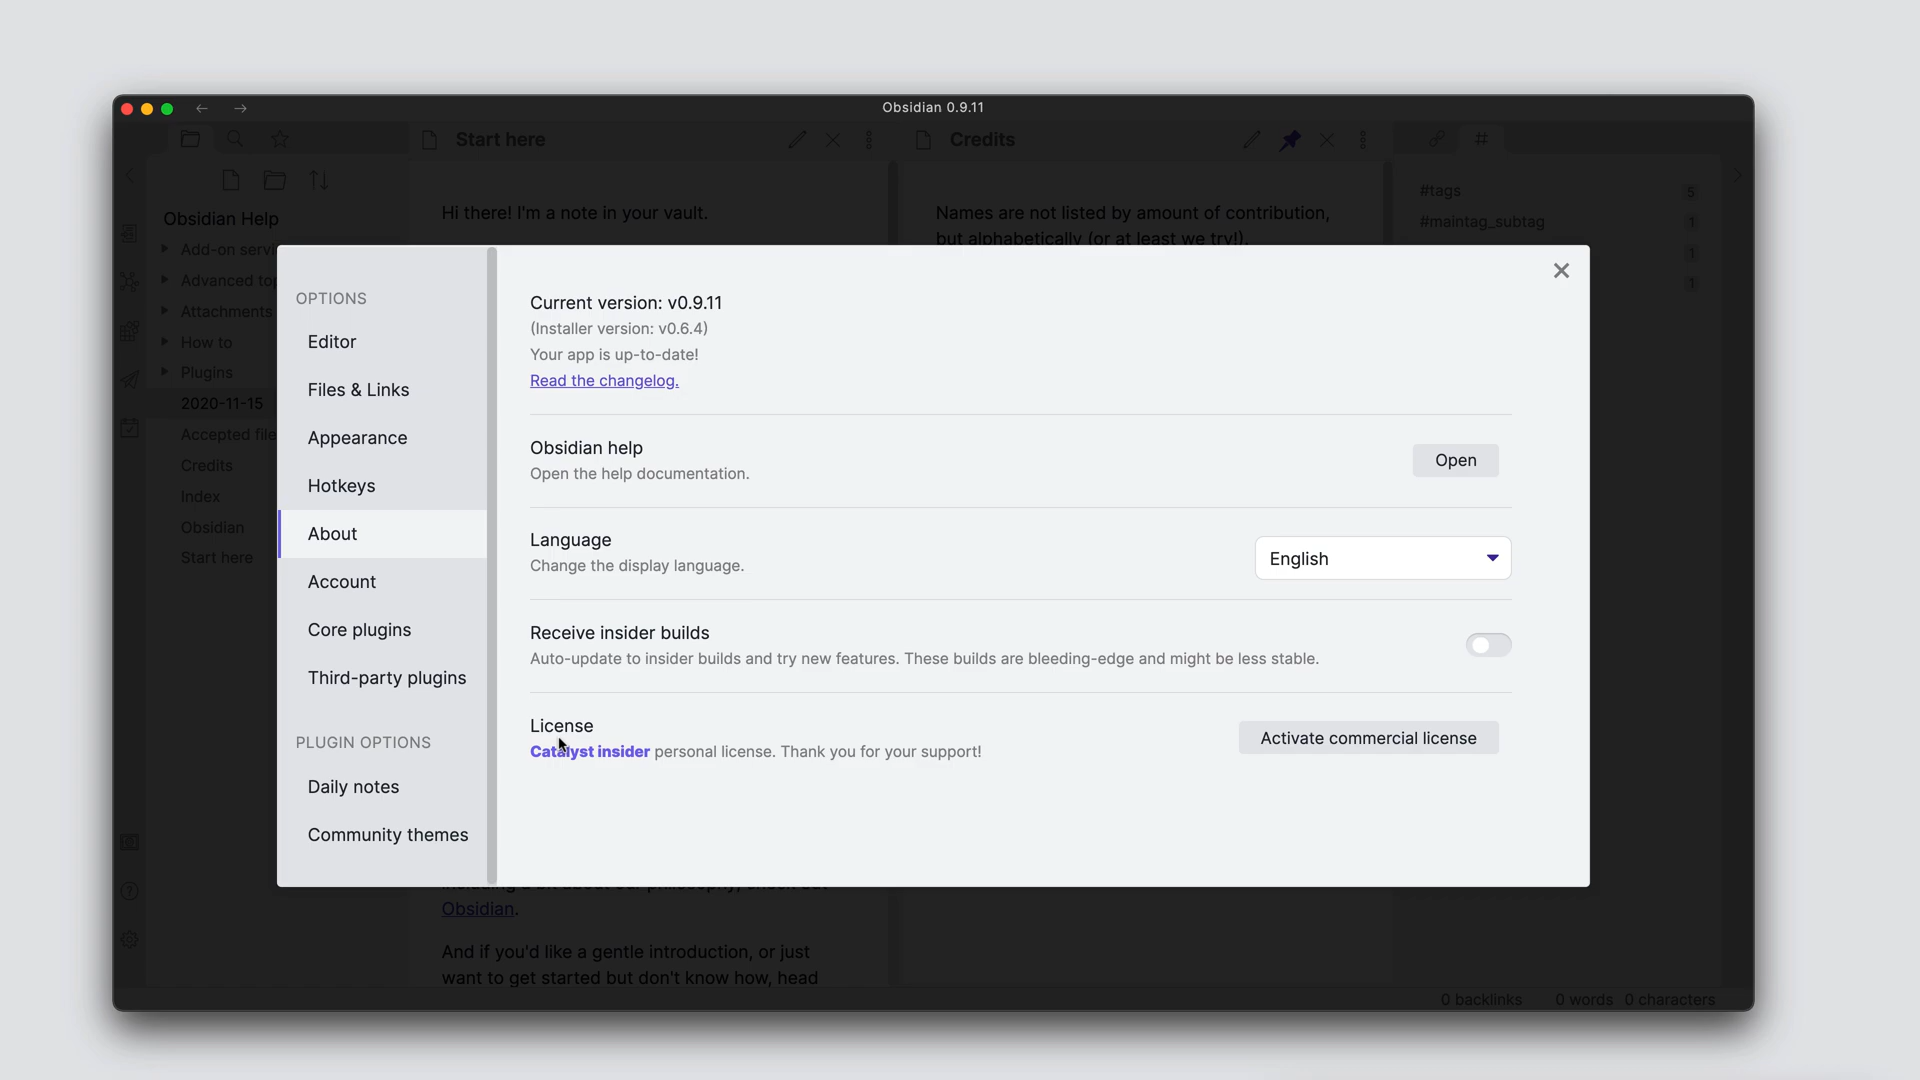 Obsidian 0.9.11
Start here
Credits
Obsidian Help
Add-on servi
Advanced top
Attachments
How to
Plugins
2020-11-15
Accepted file
Credits
Index
Obsidian
Start here
Hi there! I'm a note in your vault.
Names are not listed by amount of contribution,
but alphabetically (or at least we try!).
#tags 5
#maintag_subtag 1
1
1
OPTIONS
Editor
Files & Links
Appearance
Hotkeys
About
Account
Core plugins
Third-party plugins
PLUGIN OPTIONS
Daily notes
Community themes
Current version: v0.9.11
(Installer version: v0.6.4)
Your app is up-to-date!
Read the changelog.
Obsidian help
Open the help documentation.
Open
Language
Change the display language.
English
Receive insider builds
Auto-update to insider builds and try new features. These builds are bleeding-edge and might be less stable.
License
Catalyst insider personal license. Thank you for your support!
Activate commercial license
Obsidian.
And if you'd like a gentle introduction, or just
want to get started but don't know how, head
0 backlinks 0 words 0 characters